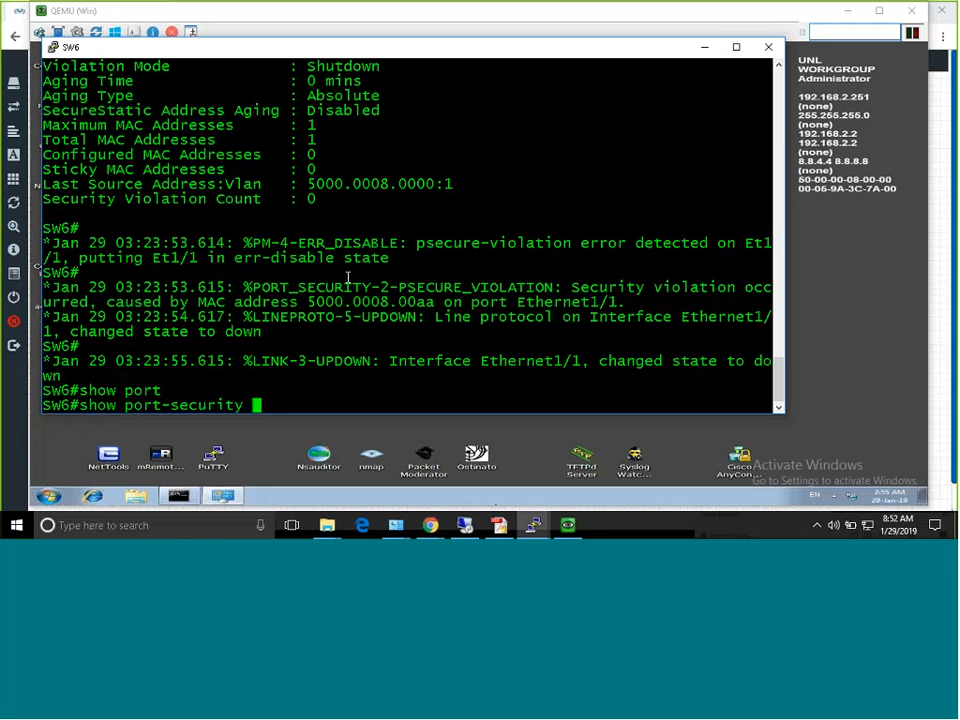 QEMU (Win)
SW6
Violation Mode : Shutdown
Aging Time : 0 mins
Aging Type : Absolute
SecureStatic Address Aging : Disabled
Maximum MAC Addresses : 1
Total MAC Addresses : 1
Configured MAC Addresses : 0
Sticky MAC Addresses : 0
Last Source Address:Vlan : 5000.0008.0000:1
Security Violation Count : 0
SW6#
*Jan 29 03:23:53.614: %PM-4-ERR_DISABLE: psecure-violation error detected on Et1
/1, putting Et1/1 in err-disable state
SW6#
*Jan 29 03:23:53.615: %PORT_SECURITY-2-PSECURE_VIOLATION: Security violation occ
urred, caused by MAC address 5000.0008.00aa on port Ethernet1/1.
*Jan 29 03:23:54.617: %LINEPROTO-5-UPDOWN: Line protocol on Interface Ethernet1/
1, changed state to down
SW6#
*Jan 29 03:23:55.615: %LINK-3-UPDOWN: Interface Ethernet1/1, changed state to do
wn
SW6#show port
SW6#show port-security
UNL
WORKGROUP
Administrator
192.168.2.251
(none)
255.255.255.0
192.168.2.2
192.168.2.2
(none)
8.8.4.4 8.8.8.8
(none)
50-00-00-08-00-00
00-05-9A-3C-7A-00
NetTools
mRemot...
PuTTY
Nsauditor
nmap
Packet Moderator
Ostinato
TFTPd Server
Syslog Watc...
Cisco AnyCon...
Activate Windows
Go to Settings to activate Windows.
EN
2:55 AM
29-Jan-19
Type here to search
8:52 AM
1/29/2019